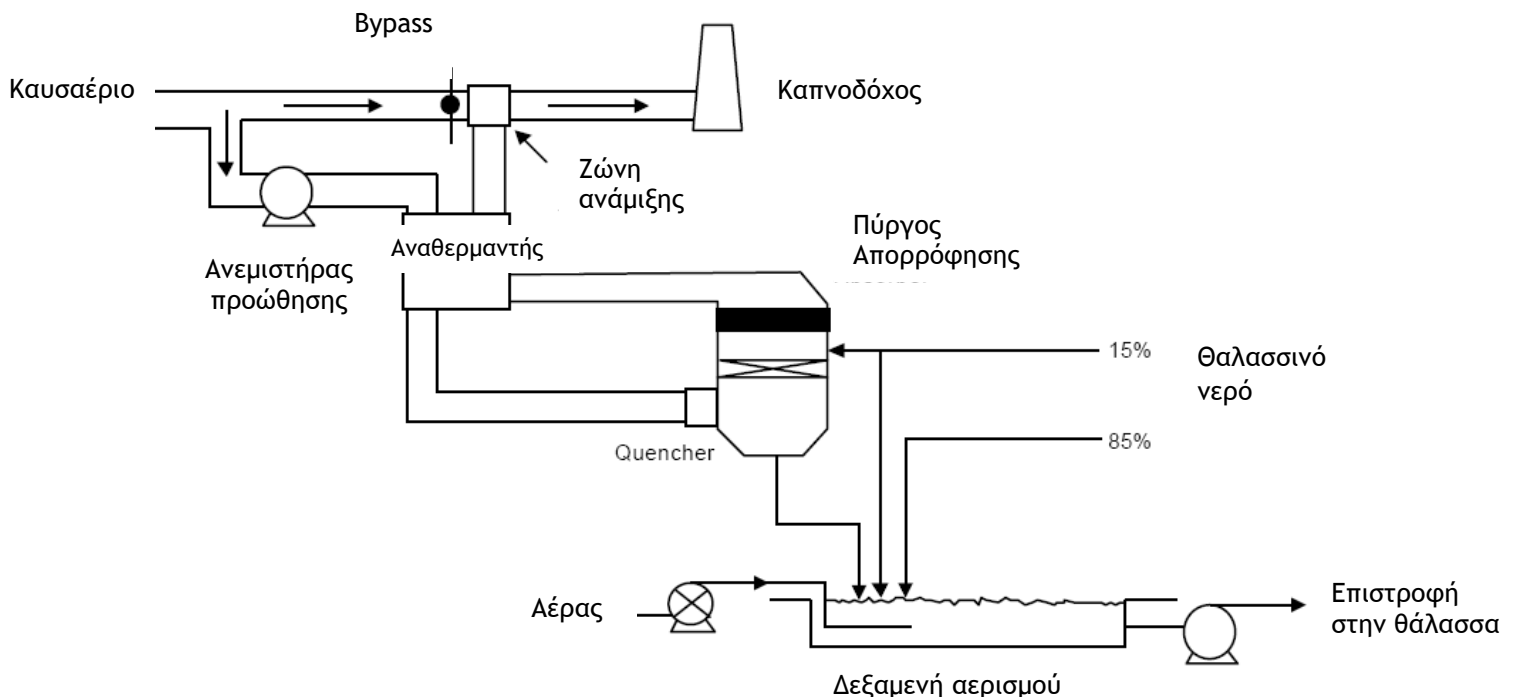 Bypass
Καυσαέριο
Καπνοδόχος
Ζώνη
ανάμιξης
Πύργος
Απορρόφησης
Αναθερμαντής
Ανεμιστήρας
προώθησης
15%
Θαλασσινό
νερό
85%
Quencher
Αέρας
Επιστροφή
στην θάλασσα
Δεξαμενή αερισμού